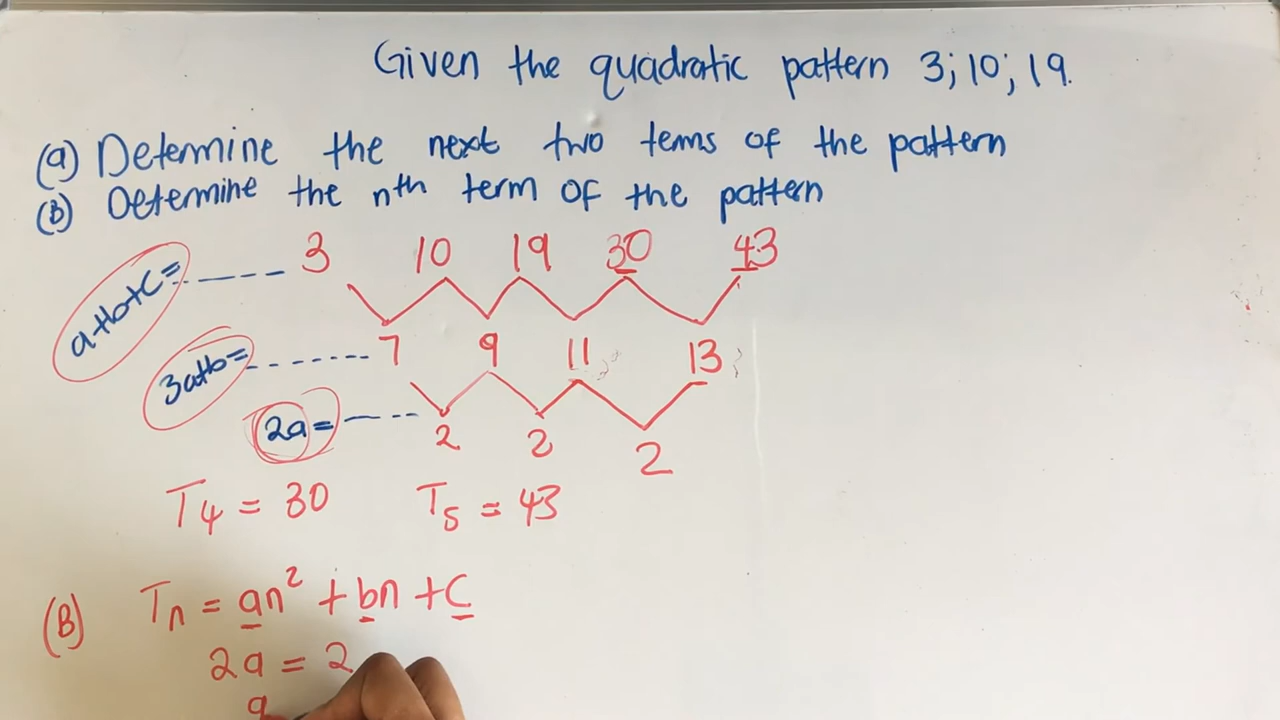 Given the quadratic pattern 3; 10; 19.
(a) Determine the next two terms of the pattern
(B) Determine the nth term of the pattern
a+b+c= ----- 3 10 19 30 43
3a+b= ------- 7 9 11 13
2a= ---- 2 2 2
T4 = 30 T5 = 43
(B) Tn = an² + bn + c
2a = 2
a